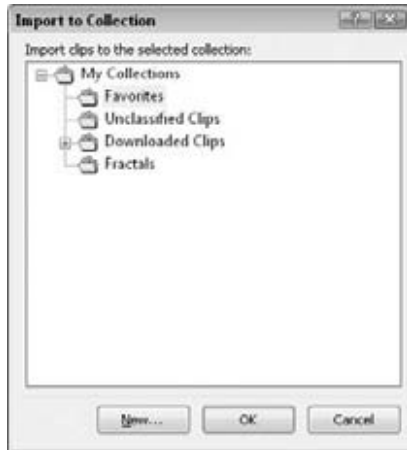 Import to Collection
Import clips to the selected collection:
My Collections
Favorites
Unclassified Clips
Downloaded Clips
Fractals
New... OK Cancel